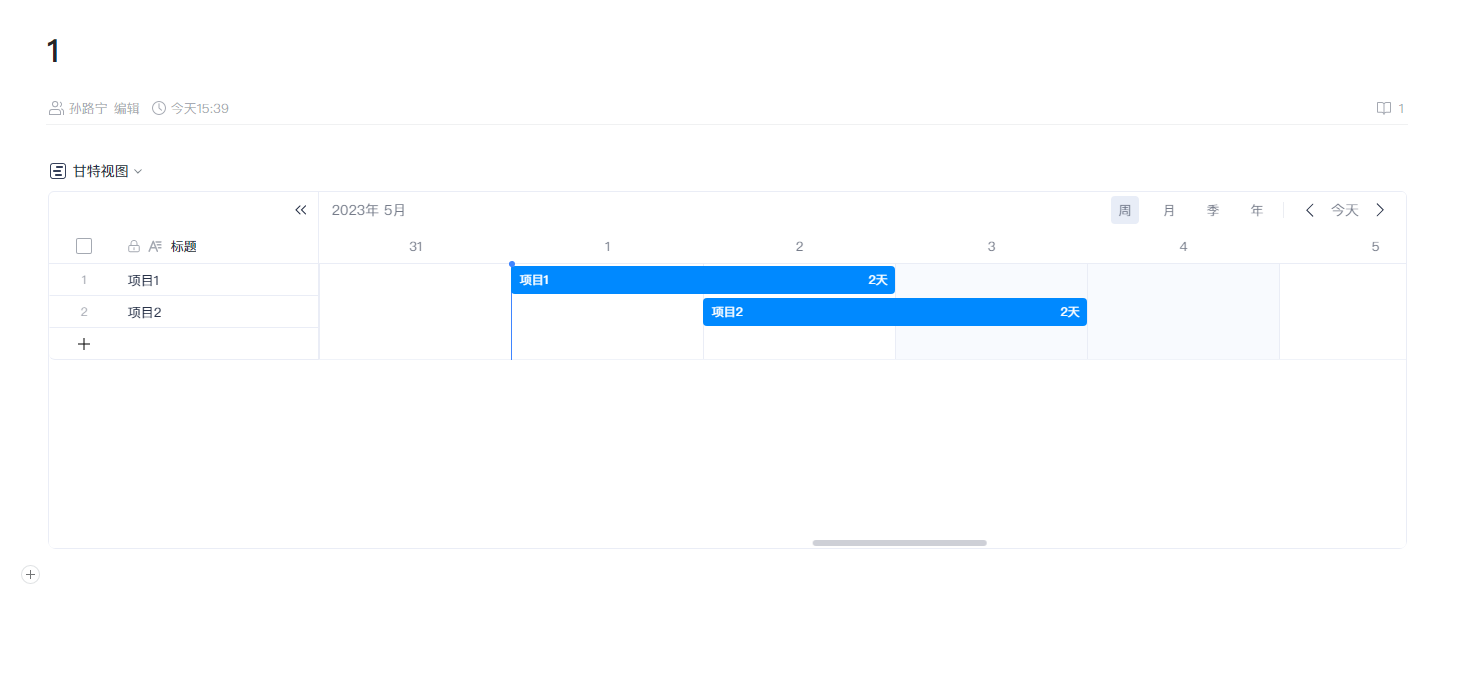 1
孙路宁 编辑 今天15:39 1
甘特视图
2023年 5月 周 月 季 年 今天
标题 31 1 2 3 4 5
1 项目1 项目1 2天
2 项目2 项目2 2天